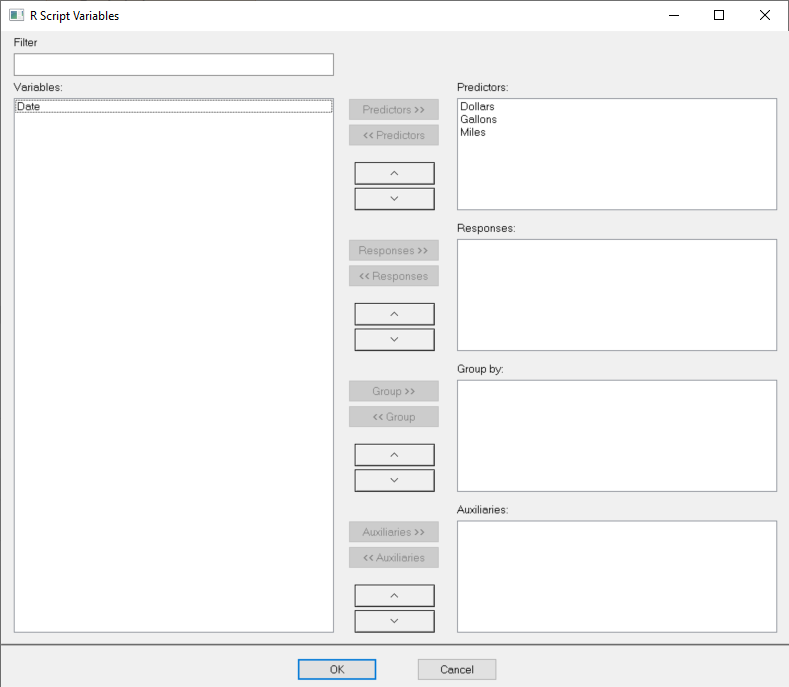 R Script Variables
Filter
Variables:
Date
Predictors >>
<< Predictors
Predictors:
Dollars
Gallons
Miles
Responses >>
<< Responses
Responses:
Group >>
<< Group
Group by:
Auxiliaries >>
<< Auxiliaries
Auxiliaries:
OK
Cancel